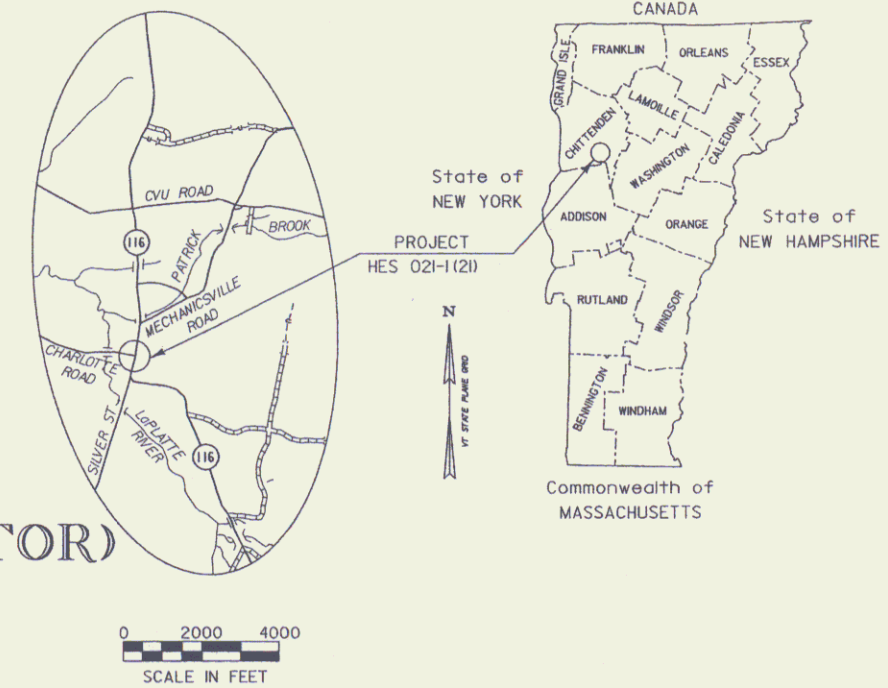 CANADA
GRAND ISLE
FRANKLIN
ORLEANS
ESSEX
LAMOILLE
CHITTENDEN
CALEDONIA
WASHINGTON
State of
NEW YORK
ADDISON
ORANGE
State of
NEW HAMPSHIRE
RUTLAND
WINDSOR
BENNINGTON
WINDHAM
Commonwealth of
MASSACHUSETTS
PROJECT
HES 021-1(21)
N
VT STATE PLANE GRID
CVU ROAD
116
PATRICK
BROOK
MECHANICSVILLE
ROAD
CHARLOTTE
ROAD
SILVER ST
LaPLATTE
RIVER
116
TOR)
0 2000 4000
SCALE IN FEET